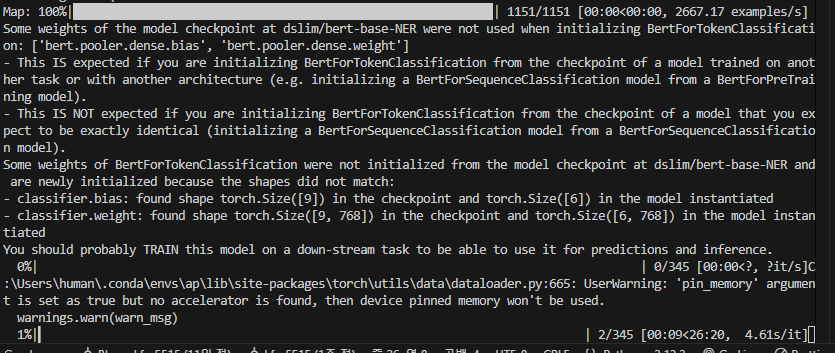 Map: 100%| | 1151/1151 [00:00<00:00, 2667.17 examples/s]
Some weights of the model checkpoint at dslim/bert-base-NER were not used when initializing BertForTokenClassificati
on: ['bert.pooler.dense.bias', 'bert.pooler.dense.weight']
- This IS expected if you are initializing BertForTokenClassification from the checkpoint of a model trained on anot
her task or with another architecture (e.g. initializing a BertForSequenceClassification model from a BertForPreTrai
ning model).
- This IS NOT expected if you are initializing BertForTokenClassification from the checkpoint of a model that you ex
pect to be exactly identical (initializing a BertForSequenceClassification model from a BertForSequenceClassificatio
n model).
Some weights of BertForTokenClassification were not initialized from the model checkpoint at dslim/bert-base-NER and
 are newly initialized because the shapes did not match:
- classifier.bias: found shape torch.Size([9]) in the checkpoint and torch.Size([6]) in the model instantiated
- classifier.weight: found shape torch.Size([9, 768]) in the checkpoint and torch.Size([6, 768]) in the model instan
tiated
You should probably TRAIN this model on a down-stream task to be able to use it for predictions and inference.
  0%| | 0/345 [00:00<?, ?it/s]C
:\Users\human\.conda\envs\ap\lib\site-packages\torch\utils\data\dataloader.py:665: UserWarning: 'pin_memory' argumen
t is set as true but no accelerator is found, then device pinned memory won't be used.
  warnings.warn(warn_msg)
  1%| | 2/345 [00:09<26:20,  4.61s/it]